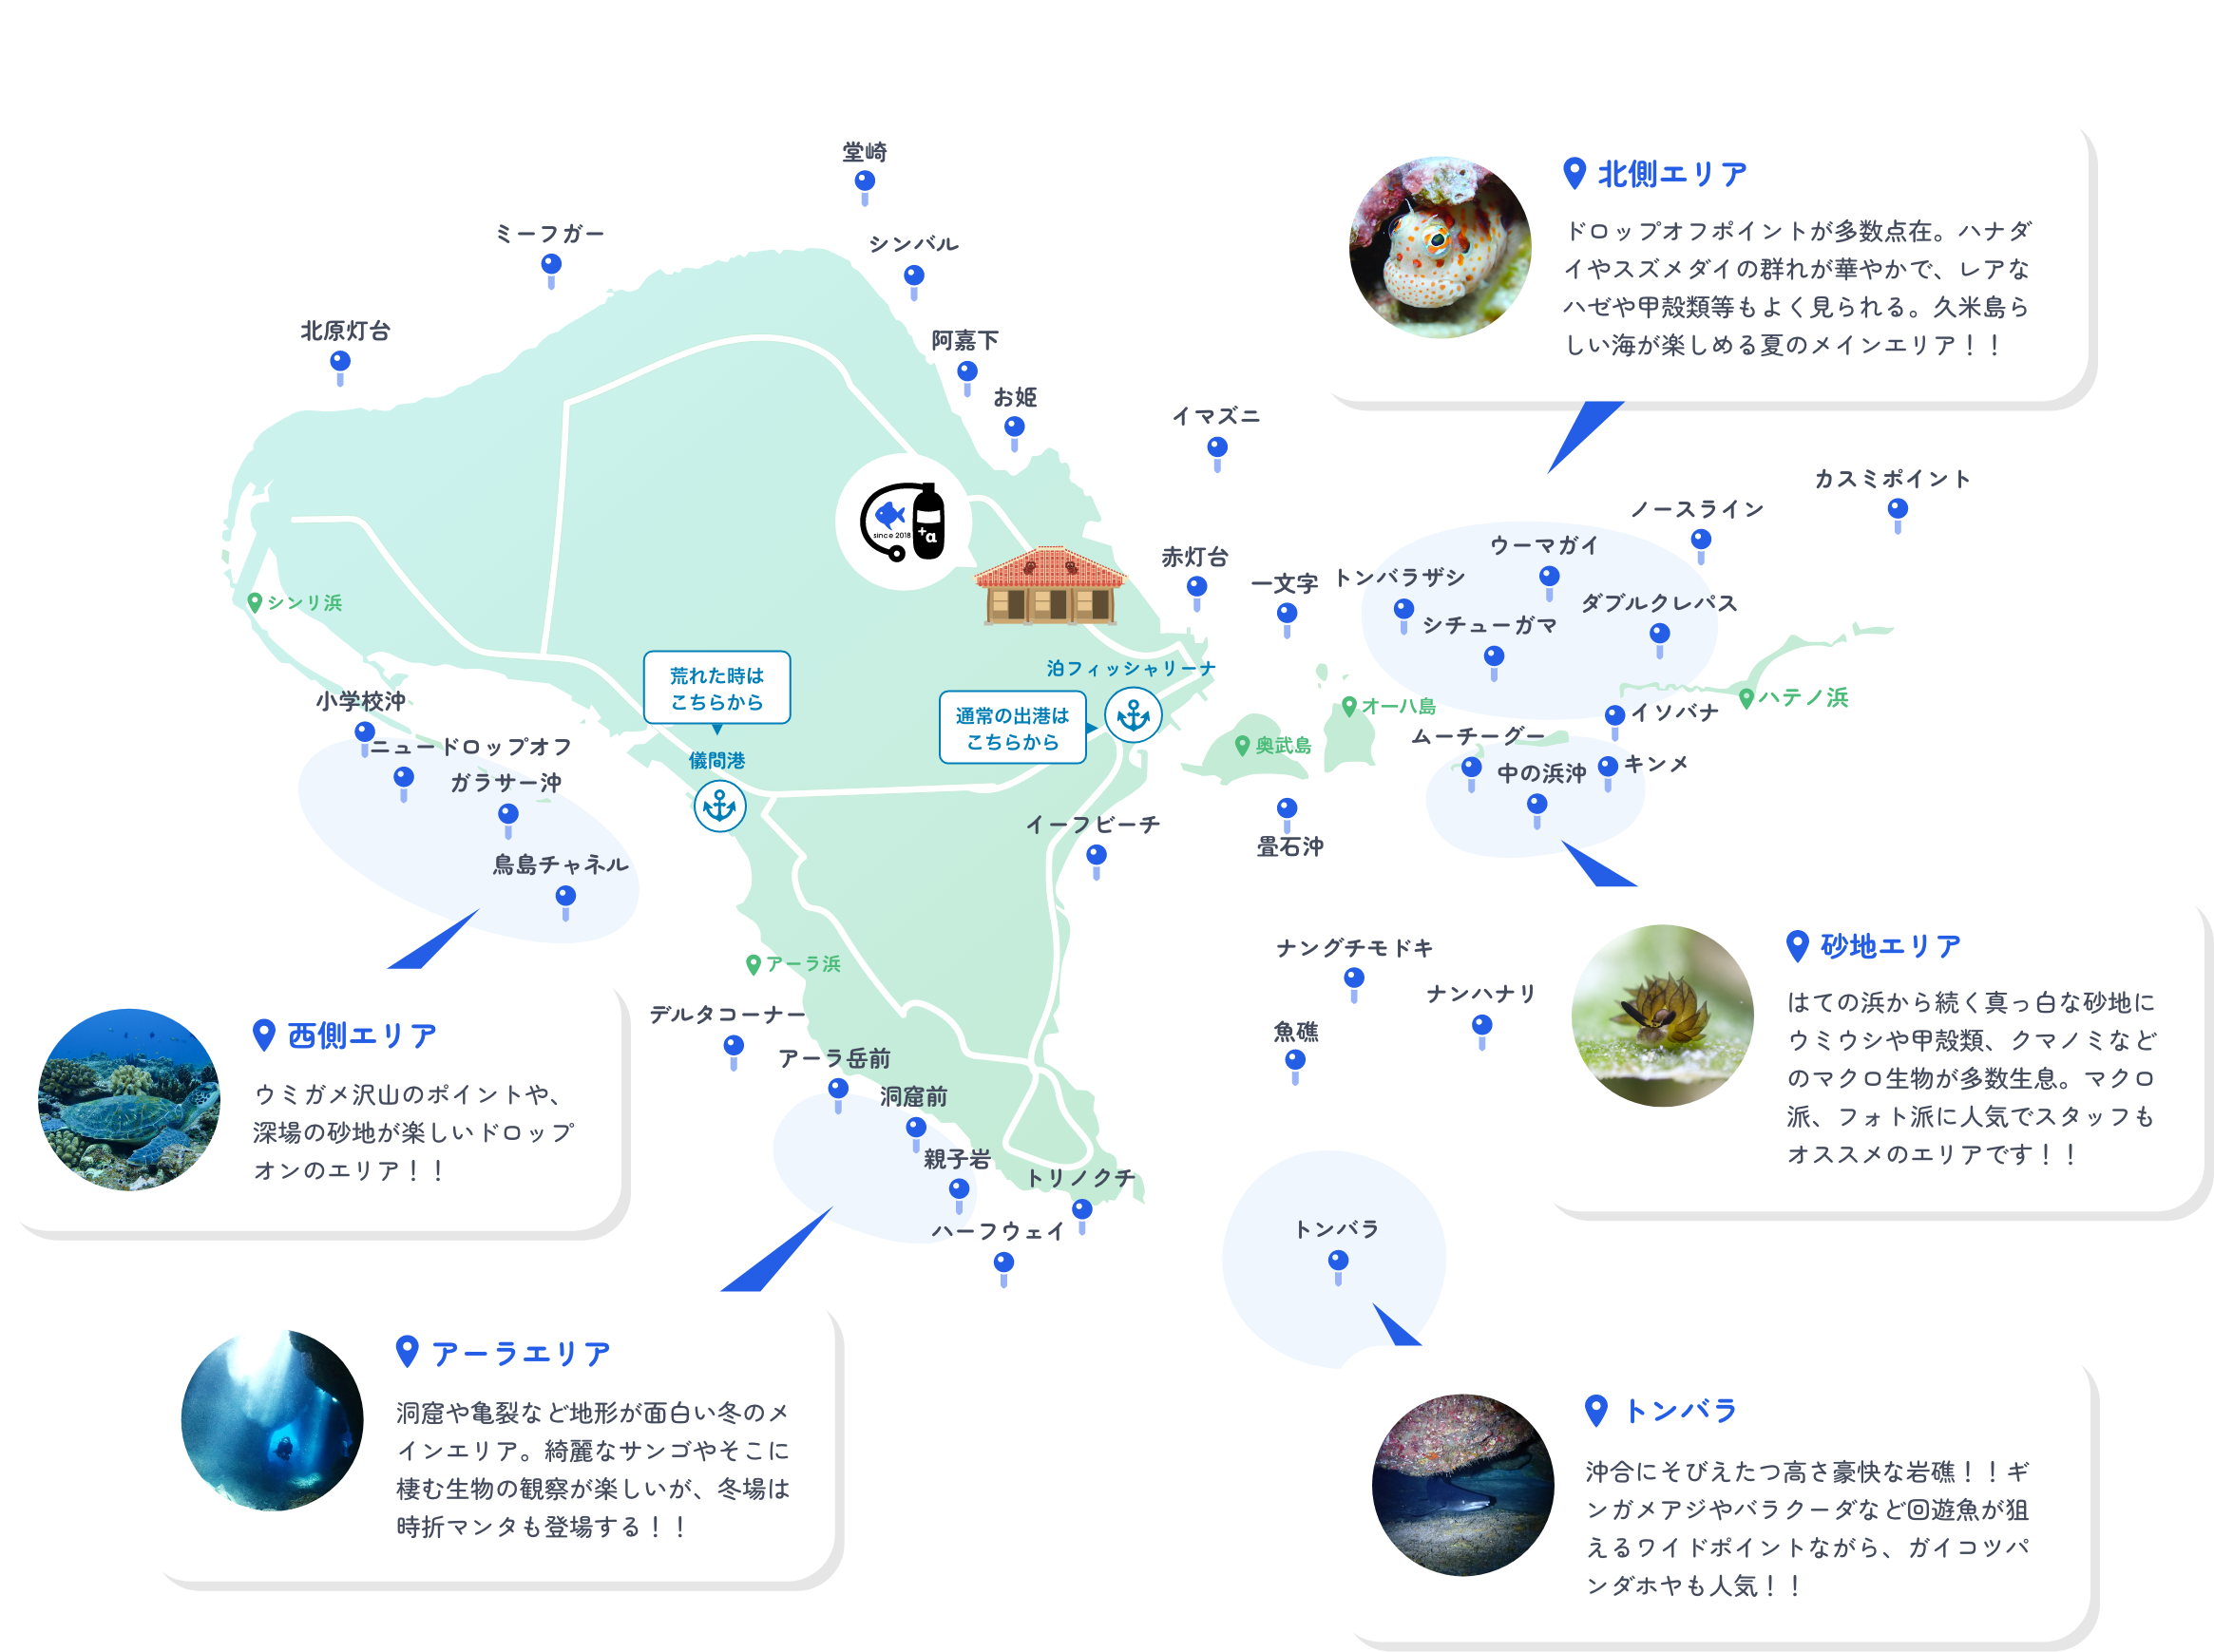 堂崎
ミーフガー
シンバル
北原灯台
阿嘉下
お姫
イマズニ
北側エリア
ドロップオフポイントが多数点在。ハナダ
イやスズメダイの群れが華やかで、レアな
ハゼや甲殻類等もよく見られる。久米島ら
しい海が楽しめる夏のメインエリア！！
カスミポイント
ノースライン
ウーマガイ
赤灯台
一文字
トンバラザシ
ダブルクレパス
シチューガマ
since 2018
+α
シンリ浜
泊フィッシャリーナ
荒れた時は
こちらから
通常の出港は
こちらから
儀間港
オーハ島
ハテノ浜
イソバナ
奥武島
ムーチーグー
中の浜沖
キンメ
小学校沖
ニュードロップオフ
ガラサー沖
鳥島チャネル
イーフビーチ
畳石沖
アーラ浜
ナングチモドキ
ナンハナリ
魚礁
砂地エリア
はての浜から続く真っ白な砂地に
ウミウシや甲殻類、クマノミなど
のマクロ生物が多数生息。マクロ
派、フォト派に人気でスタッフも
オススメのエリアです！！
西側エリア
ウミガメ沢山のポイントや、
深場の砂地が楽しいドロップ
オンのエリア！！
デルタコーナー
アーラ岳前
洞窟前
親子岩
トリノクチ
ハーフウェイ
トンバラ
アーラエリア
洞窟や亀裂など地形が面白い冬のメ
インエリア。綺麗なサンゴやそこに
棲む生物の観察が楽しいが、冬場は
時折マンタも登場する！！
トンバラ
沖合にそびえたつ高さ豪快な岩礁！！ギ
ンガメアジやバラクーダなど回遊魚が狙
えるワイドポイントながら、ガイコツパ
ンダホヤも人気！！